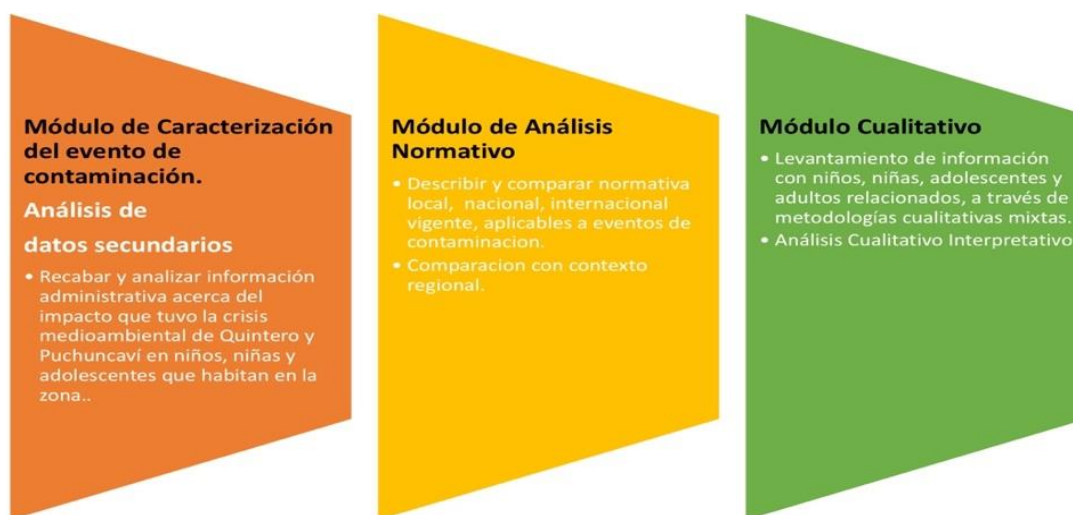 Módulo de Caracterización
del evento de
contaminación.
Análisis de
datos secundarios
• Recabar y analizar información
administrativa acerca del
impacto que tuvo la crisis
medioambiental de Quintero y
Puchuncaví en niños, niñas y
adolescentes que habitan en la
zona..
Módulo de Análisis
Normativo
• Describir y comparar normativa
local, nacional, internacional
vigente, aplicables a eventos de
contaminacion.
• Comparacion con contexto
regional.
Módulo Cualitativo
• Levantamiento de información
con niños, niñas, adolescentes y
adultos relacionados, a través de
metodologías cualitativas mixtas.
• Análisis Cualitativo Interpretativo